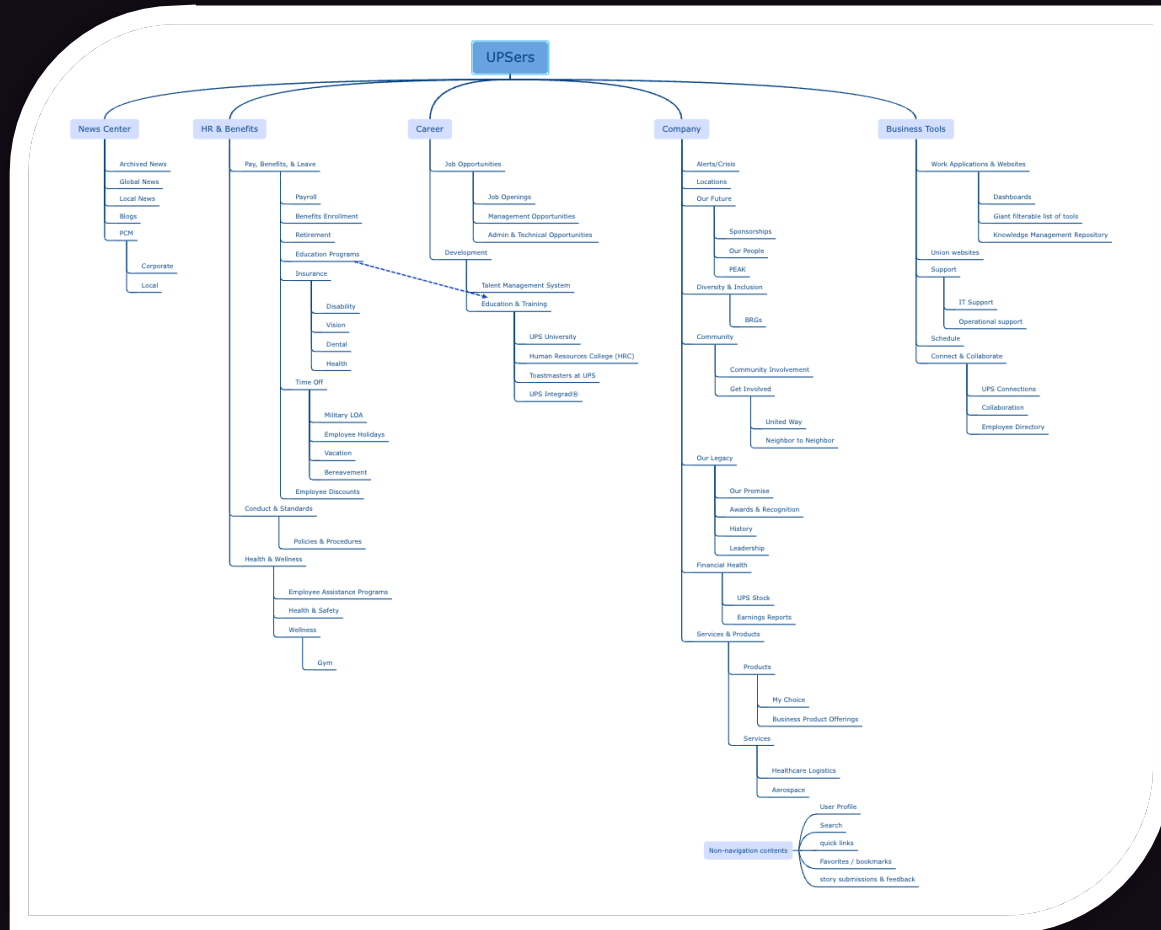 UPSers
News Center
Archived News
Global News
Local News
Blogs
PCM
Corporate
Local
HR & Benefits
Pay, Benefits, & Leave
Payroll
Benefits Enrollment
Retirement
Education Programs
Insurance
Disability
Vision
Dental
Health
Time Off
Military LOA
Employee Holidays
Vacation
Bereavement
Employee Discounts
Conduct & Standards
Policies & Procedures
Health & Wellness
Employee Assistance Programs
Health & Safety
Wellness
Gym
Career
Job Opportunities
Job Openings
Management Opportunities
Admin & Technical Opportunities
Development
Talent Management System
Education & Training
UPS University
Human Resources College (HRC)
Toastmasters at UPS
UPS Integrad®
Company
Alerts/Crisis
Locations
Our Future
Sponsorships
Our People
PEAK
Diversity & Inclusion
BRGs
Community
Community Involvement
Get Involved
United Way
Neighbor to Neighbor
Our Legacy
Our Promise
Awards & Recognition
History
Leadership
Financial Health
UPS Stock
Earnings Reports
Services & Products
Products
My Choice
Business Product Offerings
Services
Healthcare Logistics
Aerospace
Business Tools
Work Applications & Websites
Dashboards
Giant filterable list of tools
Knowledge Management Repository
Union websites
Support
IT Support
Operational support
Schedule
Connect & Collaborate
UPS Connections
Collaboration
Employee Directory
Non-navigation contents
User Profile
Search
quick links
Favorites / bookmarks
story submissions & feedback